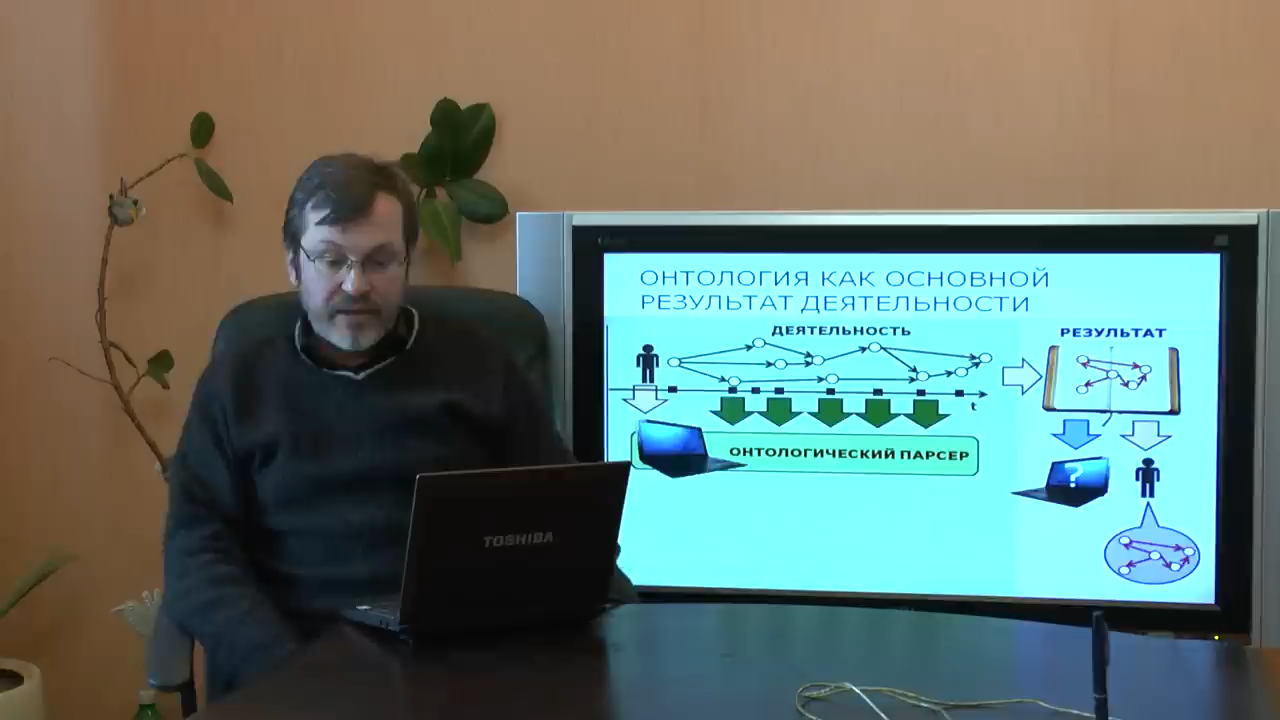 ОНТОЛОГИЯ КАК ОСНОВНОЙ
РЕЗУЛЬТАТ ДЕЯТЕЛЬНОСТИ
ДЕЯТЕЛЬНОСТЬ
РЕЗУЛЬТАТ
t
ОНТОЛОГИЧЕСКИЙ ПАРСЕР
?
TOSHIBA